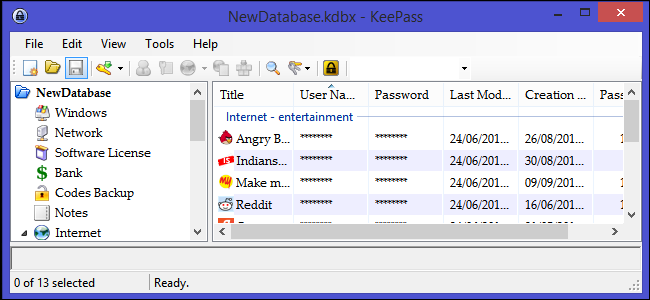 NewDatabase.kdbx - KeePass
File Edit View Tools Help
NewDatabase
Windows
Network
Software License
Bank
Codes Backup
Notes
Internet
Title User Na... Password Last Mod... Creation ... Pass
Internet - entertainment
Angry B... ******** ******** 24/06/201... 26/08/201... 1
Indians... ******** ******** 24/06/201... 30/08/201...
Make m... ******** ******** 24/06/201... 09/09/201... 1
Reddit ******** ******** 24/06/201... 16/06/201... 1
0 of 13 selected Ready.